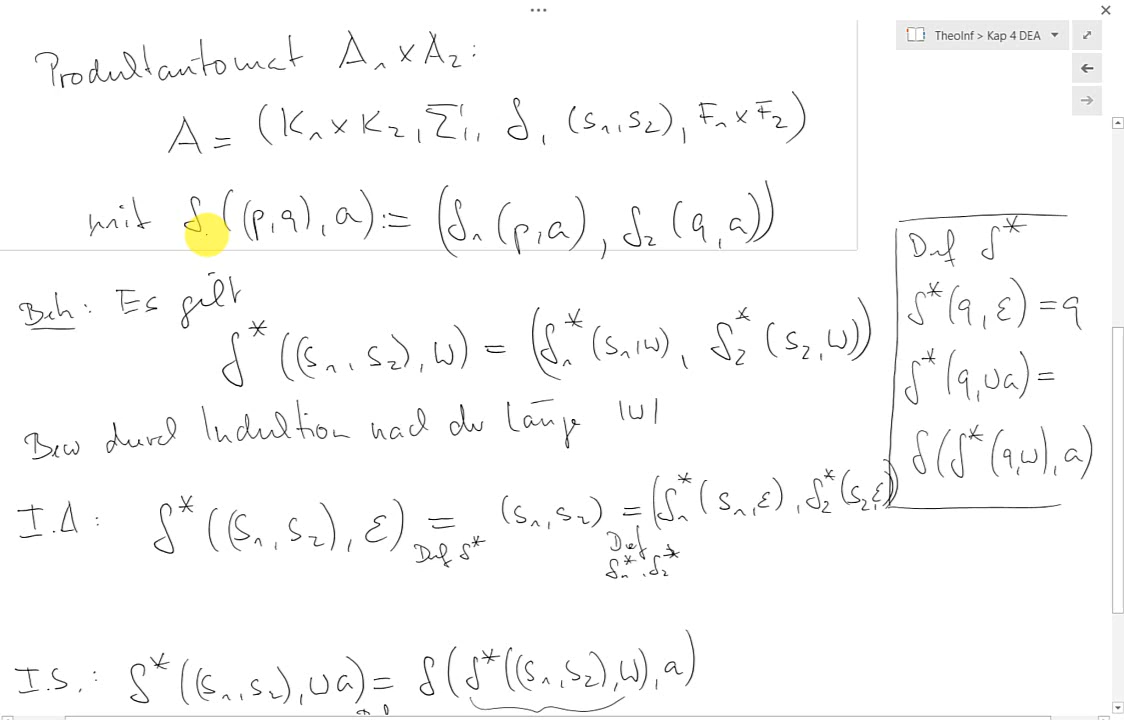 TheoInf > Kap 4 DEA
Produktautomat A₁ × A₂:
A = (K₁ × K₂, Σ, δ, (s₁, s₂), F₁ × F₂)
mit δ((p, q), a) := (δ₁(p, a), δ₂(q, a))
Beh: Es gilt
δ*((s₁, s₂), w) = (δ₁*(s₁, w), δ₂*(s₂, w))
Bew durch Induktion nach der Länge |w|
I.A: δ*((s₁, s₂), ε) = (s₁, s₂) = (δ₁*(s₁, ε), δ₂*(s₂, ε))
Def δ* Def
δ₁*, δ₂*
I.S.: δ*((s₁, s₂), wa) = δ(δ*((s₁, s₂), w), a)
Def δ*
δ*(q, ε) = q
δ*(q, wa) =
δ(δ*(q, w), a)